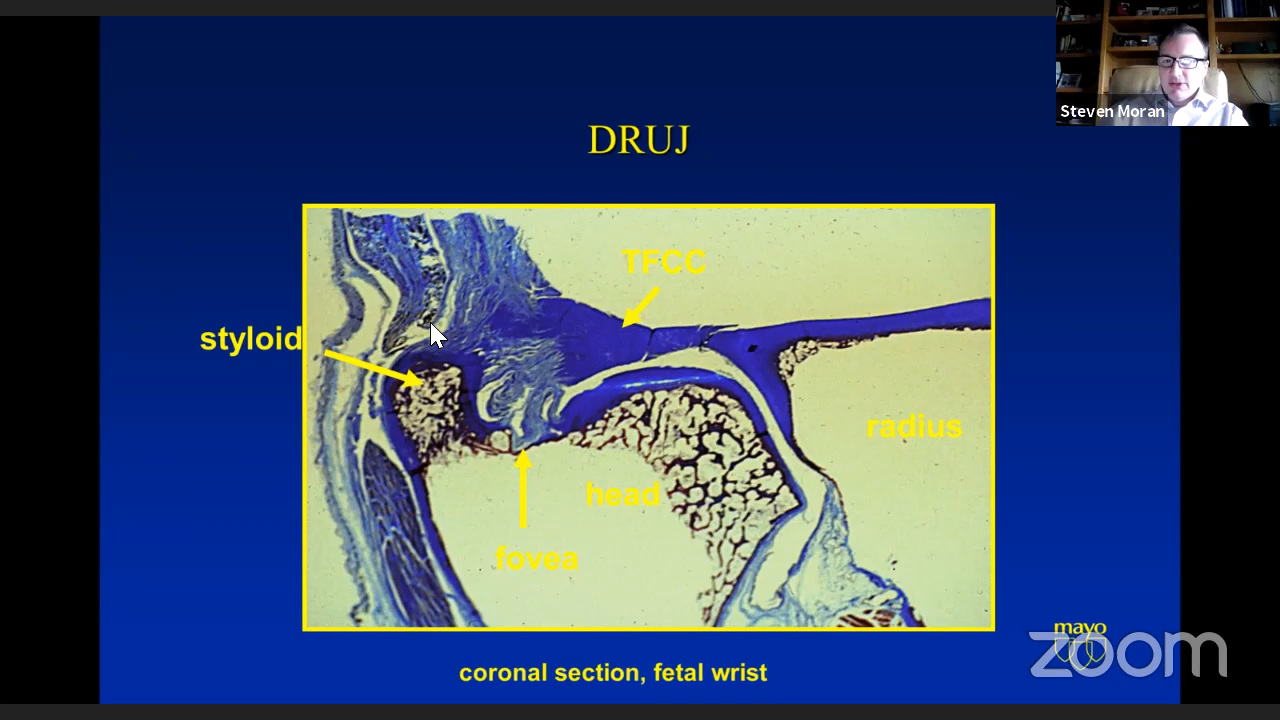 Steven Moran
DRUJ
TFCC
styloid
radius
head
fovea
mayo
zoom
coronal section, fetal wrist